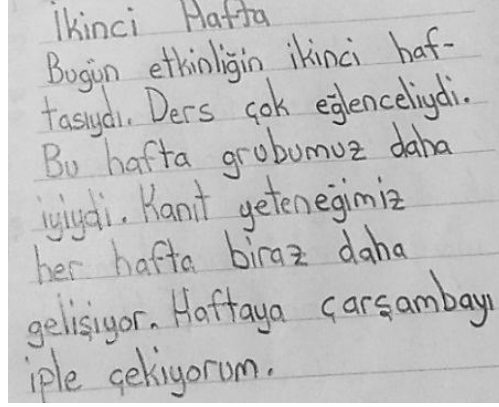 İkinci Hafta
Bugün etkinliğin ikinci haf-
tasıydı. Ders çok eğlenceliydi.
Bu hafta grubumuz daha
iyiydi. Kanıt yeteneğimiz
her hafta biraz daha
gelişiyor. Haftaya çarşambayı
iple çekiyorum.